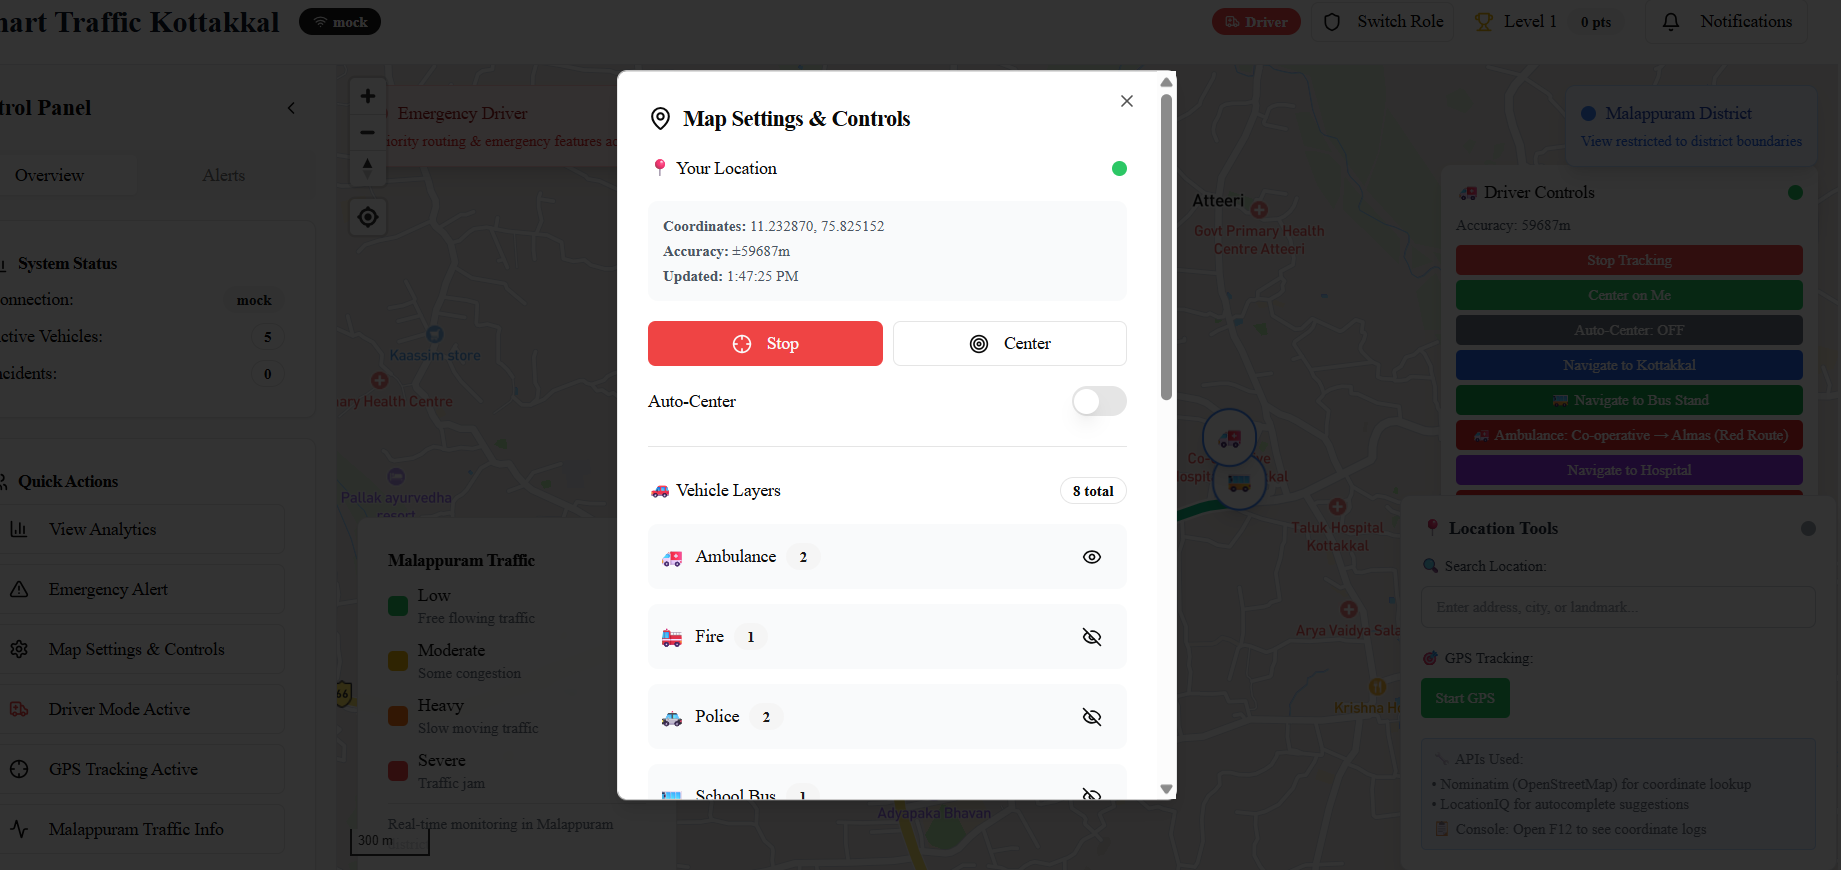 art Traffic Kottakkal
mock
Driver
Switch Role
Level 1
0 pts
Notifications
trol Panel
Overview
Alerts
System Status
onnection:
mock
ctive Vehicles:
5
cidents:
0
Quick Actions
View Analytics
Emergency Alert
Map Settings & Controls
Driver Mode Active
GPS Tracking Active
Malappuram Traffic Info
Emergency Driver
iority routing & emergency features ac
Kaassim store
ary Health Centre
Pallak ayurvedha
resort
66
Malappuram Traffic
Low
Free flowing traffic
Moderate
Some congestion
Heavy
Slow moving traffic
Severe
Traffic jam
Real-time monitoring in Malappuram
300 m
Map Settings & Controls
Your Location
Coordinates: 11.232870, 75.825152
Accuracy: ±59687m
Updated: 1:47:25 PM
Stop
Center
Auto-Center
Vehicle Layers
8 total
Ambulance
2
Fire
1
Police
2
School Bus
1
Adyapaka Bhavan
Atteeri
Govt Primary Health
Centre Atteeri
Taluk Hospital
Kottakkal
Arya Vaidya Sala
Krishna H
Malappuram District
View restricted to district boundaries
Driver Controls
Accuracy: 59687m
Stop Tracking
Center on Me
Auto-Center: OFF
Navigate to Kottakkal
Navigate to Bus Stand
Ambulance: Co-operative → Almas (Red Route)
Navigate to Hospital
Location Tools
Search Location:
Enter address, city, or landmark...
GPS Tracking:
Start GPS
APIs Used:
• Nominatim (OpenStreetMap) for coordinate lookup
• LocationIQ for autocomplete suggestions
Console: Open F12 to see coordinate logs